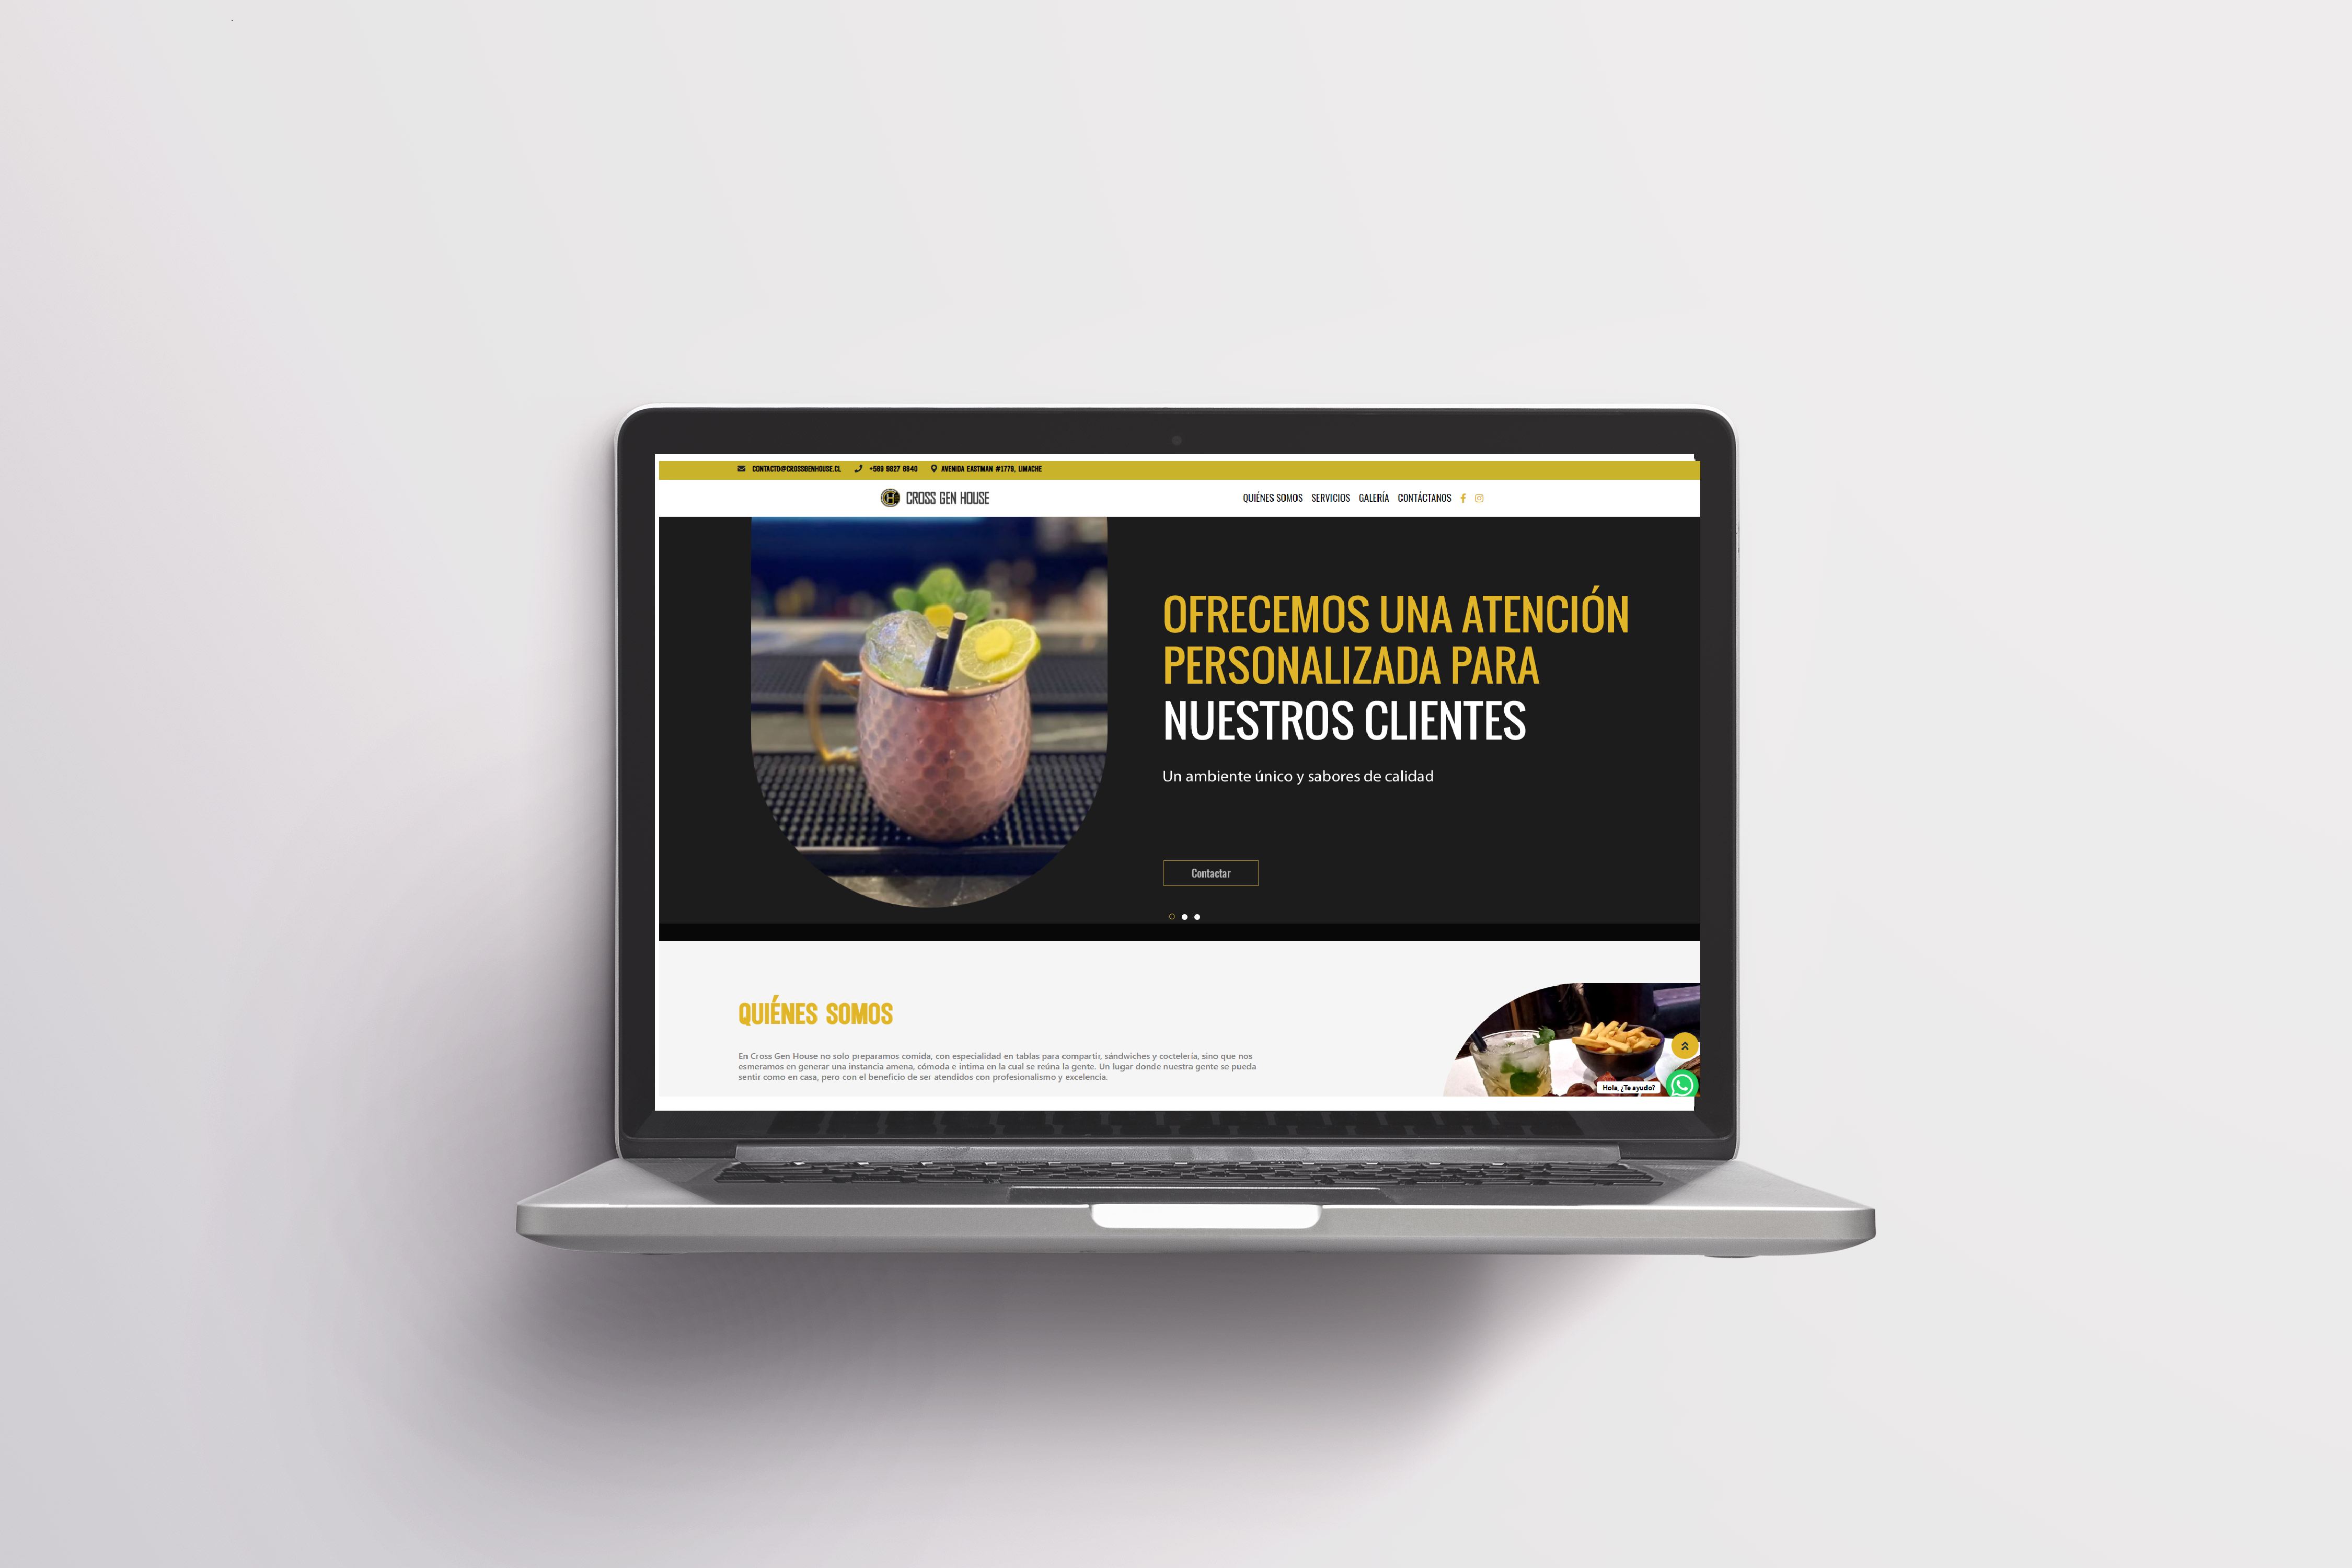 CONTACTO@CROSSGENHOUSE.CL +569 6827 6840 AVENIDA EASTMAN #1779, LIMACHE
CROSS GEN HOUSE QUIÉNES SOMOS SERVICIOS GALERÍA CONTÁCTANOS
OFRECEMOS UNA ATENCIÓN
PERSONALIZADA PARA
NUESTROS CLIENTES
Un ambiente único y sabores de calidad
Contactar
QUIÉNES SOMOS
En Cross Gen House no solo preparamos comida, con especialidad en tablas para compartir, sándwiches y coctelería, sino que nos
esmeramos en generar una instancia amena, cómoda e intima en la cual se reúna la gente. Un lugar donde nuestra gente se pueda
sentir como en casa, pero con el beneficio de ser atendidos con profesionalismo y excelencia.
Hola, ¿Te ayudo?